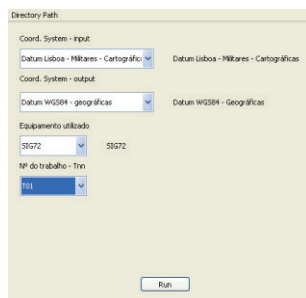 Directory Path
Coord. System - input
Datum Lisboa - Militares - Cartográfic Datum Lisboa - Militares - Cartográficas
Coord. System - output
Datum WGS84 - geográficas Datum WGS84 - Geográficas
Equipamento utilizado
SIG72 SIG72
Nº do trabalho - Tnn
T01
Run